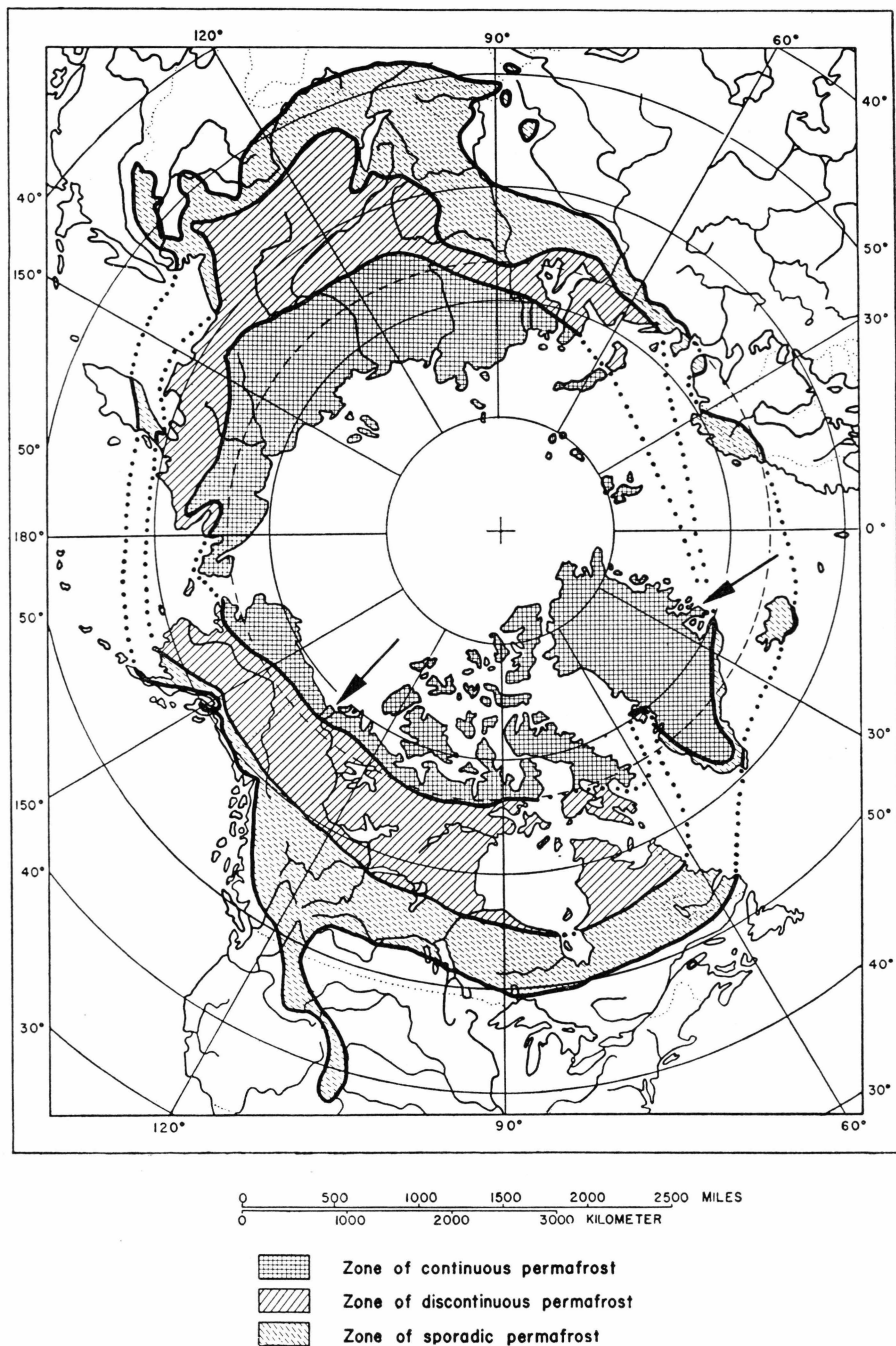 120° 90° 60°
40°
40°
150°
50°
30°
50°
180° 0°
50°
30°
150° 50°
40°
40°
30°
30°
120° 90° 60°
0 500 1000 1500 2000 2500 MILES
0 1000 2000 3000 KILOMETER
Zone of continuous permafrost
Zone of discontinuous permafrost
Zone of sporadic permafrost